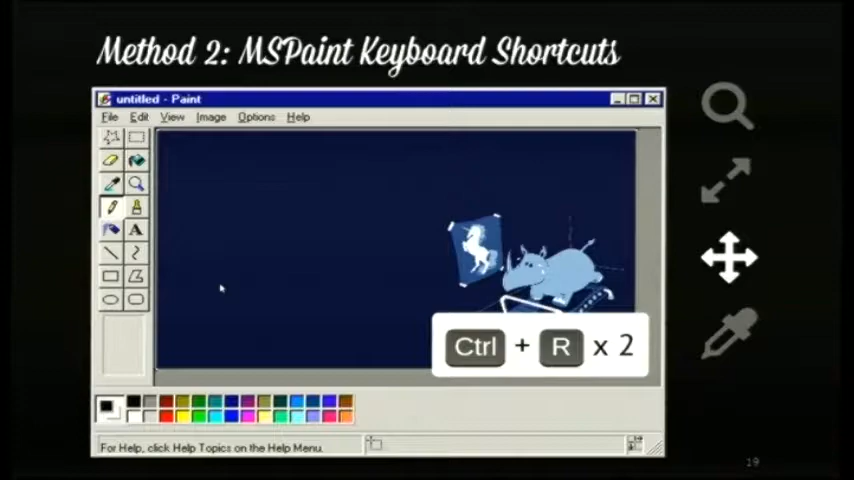 Method 2: MSPaint Keyboard Shortcuts
untitled - Paint
File Edit View Image Options Help
A
Ctrl + R x 2
For Help, click Help Topics on the Help Menu.
19